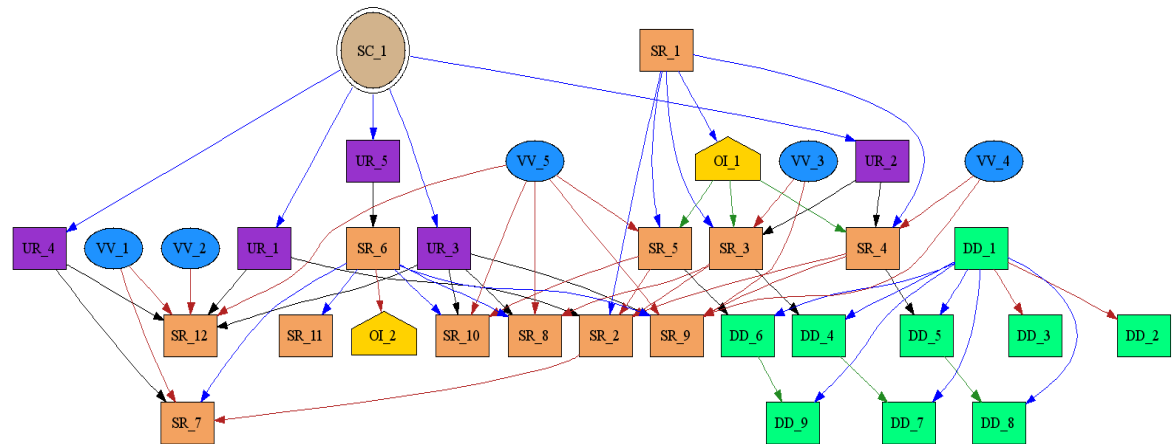 SC_1
SR_1
UR_5
VV_5
OI_1
VV_3
UR_2
VV_4
UR_4
VV_1
VV_2
UR_1
SR_6
UR_3
SR_5
SR_3
SR_4
DD_1
SR_12
SR_11
OI_2
SR_10
SR_8
SR_2
SR_9
DD_6
DD_4
DD_5
DD_3
DD_2
SR_7
DD_9
DD_7
DD_8